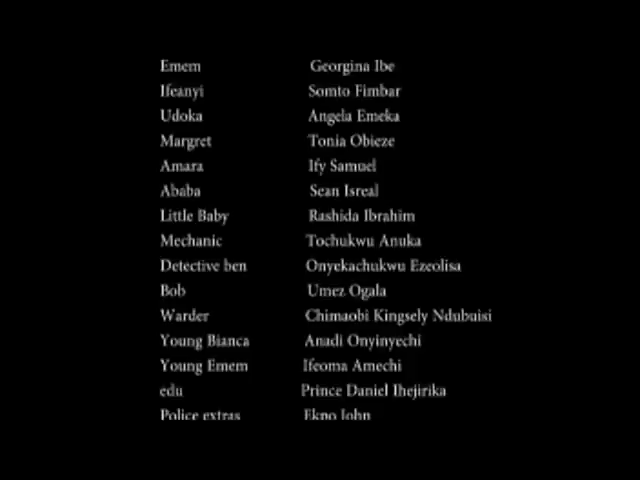 Emem Georgina Ibe
Ifeanyi Somto Fimbar
Udoka Angela Emeka
Margret Tonia Obieze
Amara Ify Samuel
Ababa Sean Isreal
Little Baby Rashida Ibrahim
Mechanic Tochukwu Anuka
Detective ben Onyekachukwu Ezeolisa
Bob Umez Ogala
Warder Chimaobi Kingsely Ndubuisi
Young Bianca Anadi Onyinyechi
Young Emem Ifeoma Amechi
edu Prince Daniel Ihejirika
Police extras Ekpo John